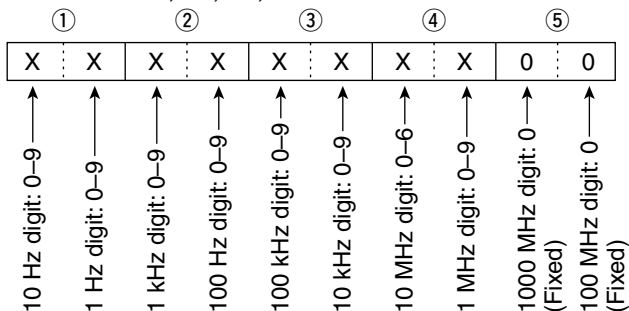 ① ② ③ ④ ⑤
X X X X X X X X 0 0
10 Hz digit: 0–9
1 Hz digit: 0–9
1 kHz digit: 0–9
100 Hz digit: 0–9
100 kHz digit: 0–9
10 kHz digit: 0–9
10 MHz digit: 0–6
1 MHz digit: 0–9
1000 MHz digit: 0
(Fixed)
100 MHz digit: 0
(Fixed)